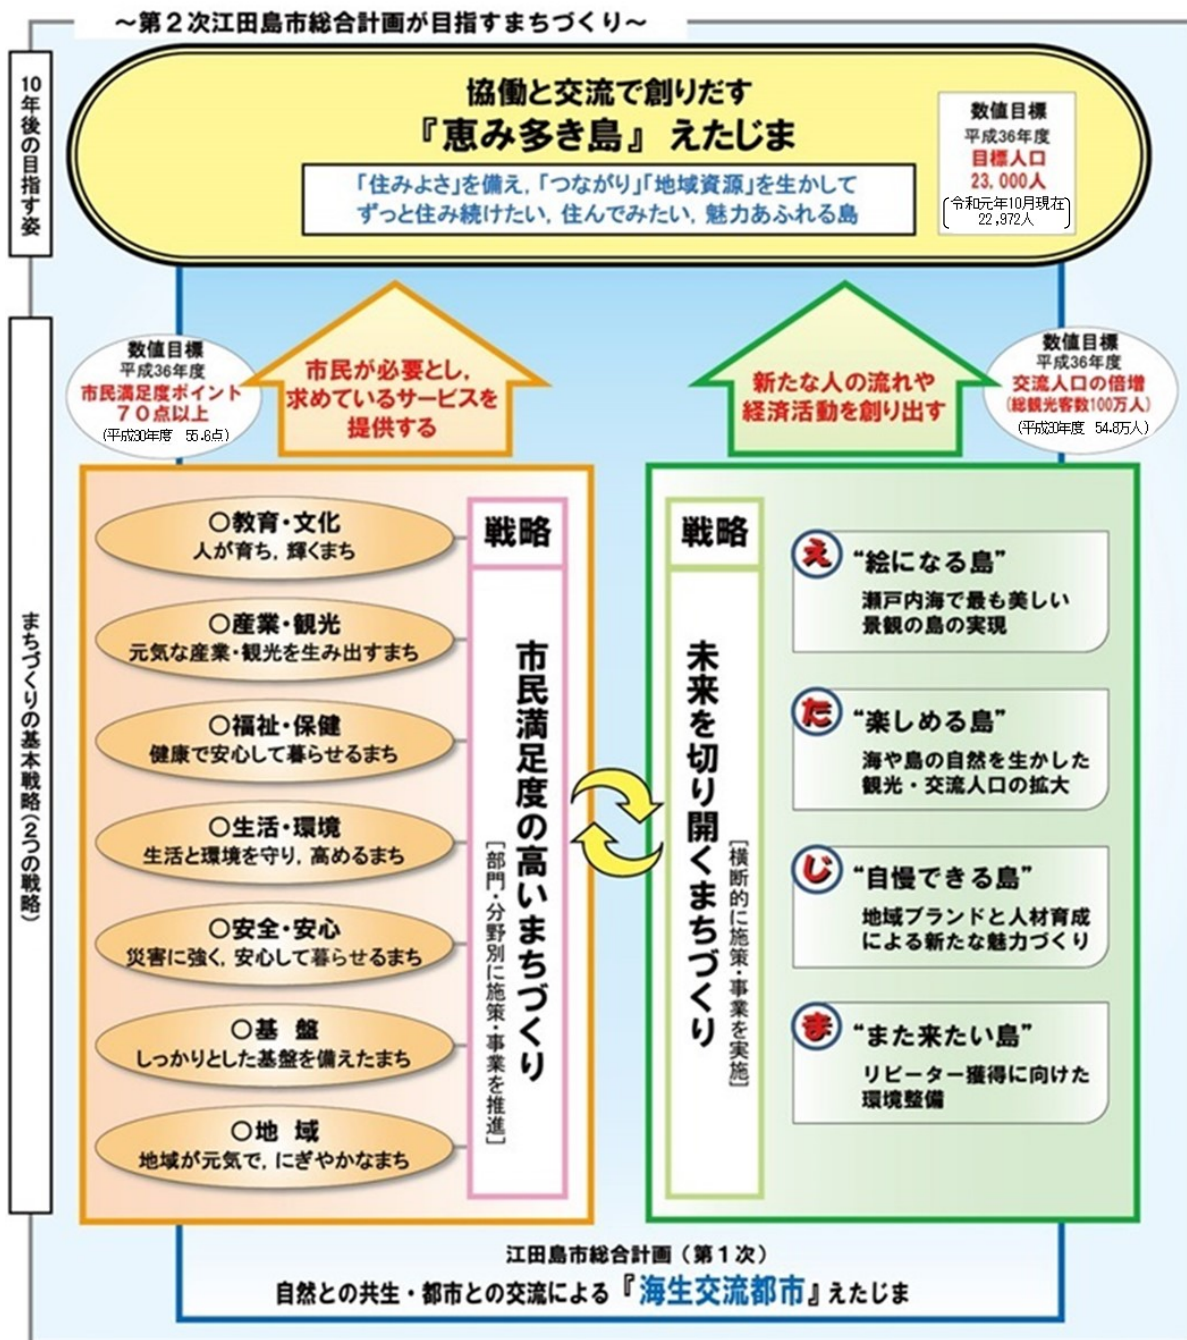 ～第２次江田島市総合計画が目指すまちづくり～
10年後の目指す姿
協働と交流で創りだす
『恵み多き島』えたじま
「住みよさ」を備え，「つながり」「地域資源」を生かして
ずっと住み続けたい，住んでみたい，魅力あふれる島
数値目標
平成36年度
目標人口
23,000人
(令和元年10月現在
22,972人)
まちづくりの基本戦略(２つの戦略)
数値目標
平成36年度
市民満足度ポイント
７０点以上
(平成30年度　55.6点)
市民が必要とし，
求めているサービスを
提供する
新たな人の流れや
経済活動を創り出す
数値目標
平成36年度
交流人口の倍増
(総観光客数100万人)
(平成30年度　54.8万人)
○教育・文化
人が育ち，輝くまち
○産業・観光
元気な産業・観光を生み出すまち
○福祉・保健
健康で安心して暮らせるまち
○生活・環境
生活と環境を守り，高めるまち
○安全・安心
災害に強く，安心して暮らせるまち
○基　盤
しっかりとした基盤を備えたまち
○地　域
地域が元気で，にぎやかなまち
戦略
市民満足度の高いまちづくり
[部門・分野別に施策・事業を推進]
戦略
未来を切り開くまちづくり
[横断的に施策・事業を実施]
え “絵になる島”
瀬戸内海で最も美しい
景観の島の実現
た “楽しめる島”
海や島の自然を生かした
観光・交流人口の拡大
じ “自慢できる島”
地域ブランドと人材育成
による新たな魅力づくり
ま “また来たい島”
リピーター獲得に向けた
環境整備
江田島市総合計画（第１次）
自然との共生・都市との交流による『海生交流都市』えたじま